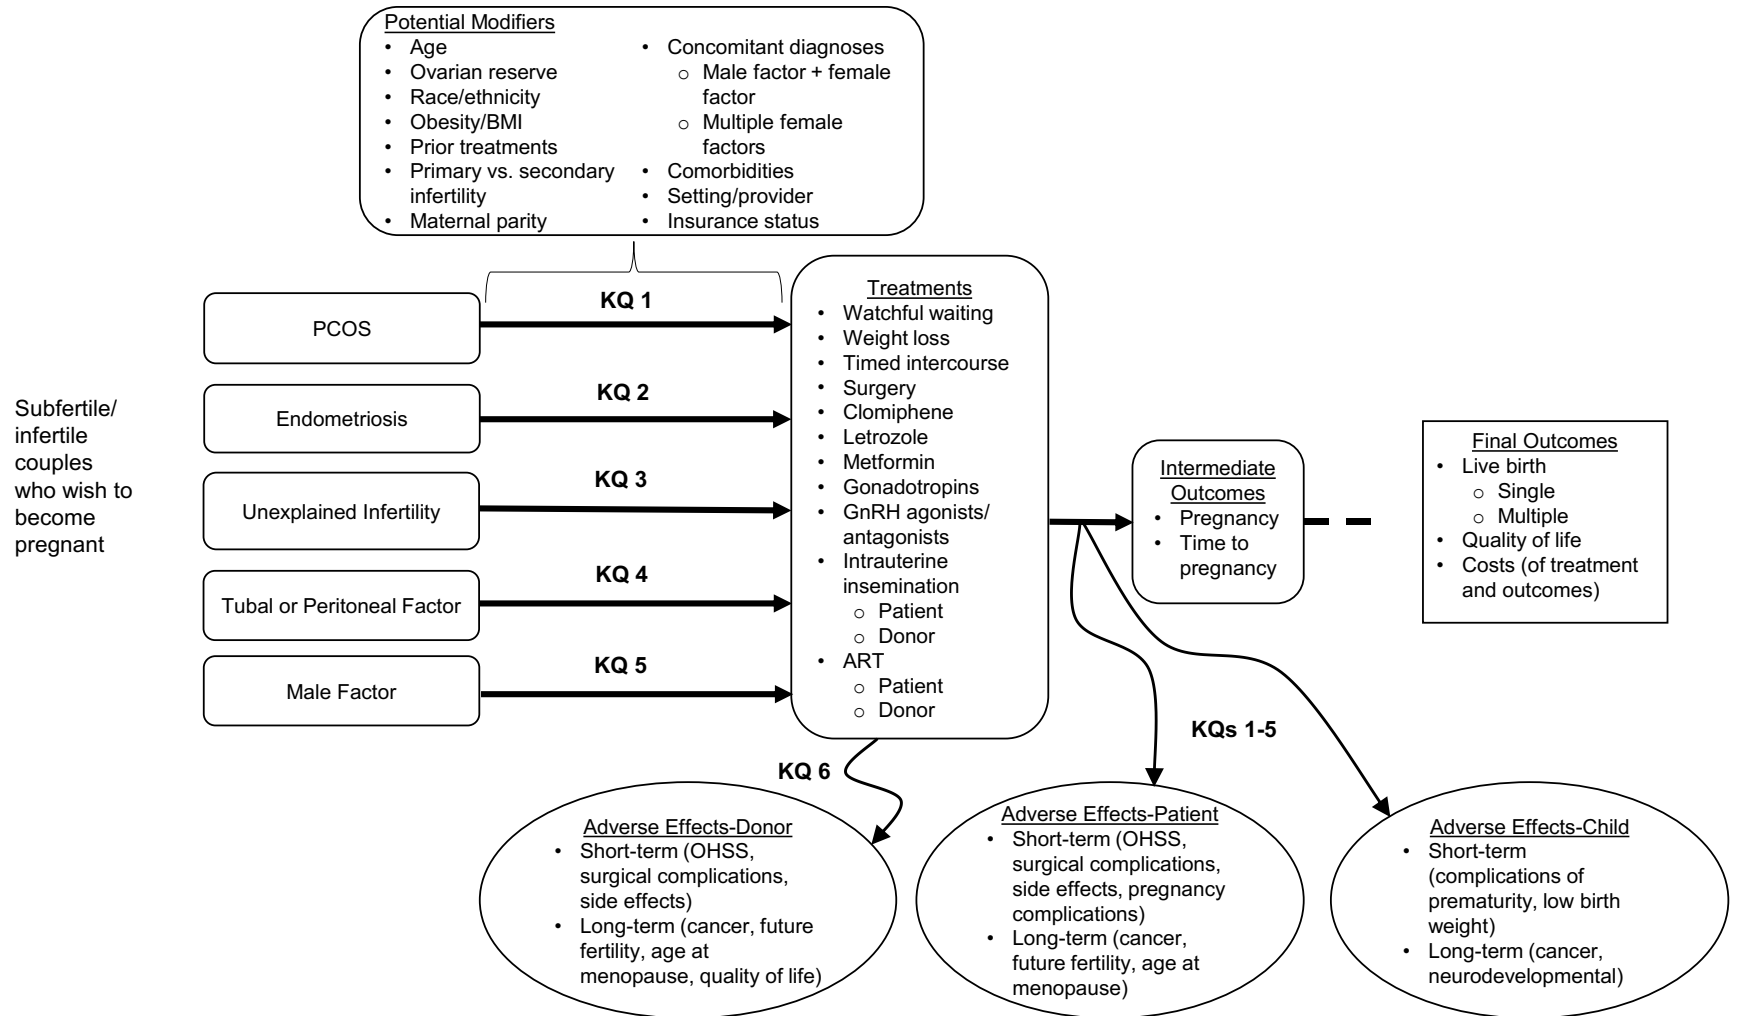 Potential Modifiers
• Age
• Ovarian reserve
• Race/ethnicity
• Obesity/BMI
• Prior treatments
• Primary vs. secondary
infertility
• Maternal parity
• Concomitant diagnoses
o Male factor + female
factor
o Multiple female
factors
• Comorbidities
• Setting/provider
• Insurance status
Subfertile/
infertile
couples
who wish to
become
pregnant
PCOS
Endometriosis
Unexplained Infertility
Tubal or Peritoneal Factor
Male Factor
KQ 1
KQ 2
KQ 3
KQ 4
KQ 5
Treatments
• Watchful waiting
• Weight loss
• Timed intercourse
• Surgery
• Clomiphene
• Letrozole
• Metformin
• Gonadotropins
• GnRH agonists/
antagonists
• Intrauterine
insemination
o Patient
o Donor
• ART
o Patient
o Donor
Intermediate
Outcomes
• Pregnancy
• Time to
pregnancy
Final Outcomes
• Live birth
o Single
o Multiple
• Quality of life
• Costs (of treatment
and outcomes)
KQ 6
KQs 1-5
Adverse Effects-Donor
• Short-term (OHSS,
surgical complications,
side effects)
• Long-term (cancer, future
fertility, age at
menopause, quality of life)
Adverse Effects-Patient
• Short-term (OHSS,
surgical complications,
side effects, pregnancy
complications)
• Long-term (cancer,
future fertility, age at
menopause)
Adverse Effects-Child
• Short-term
(complications of
prematurity, low birth
weight)
• Long-term (cancer,
neurodevelopmental)